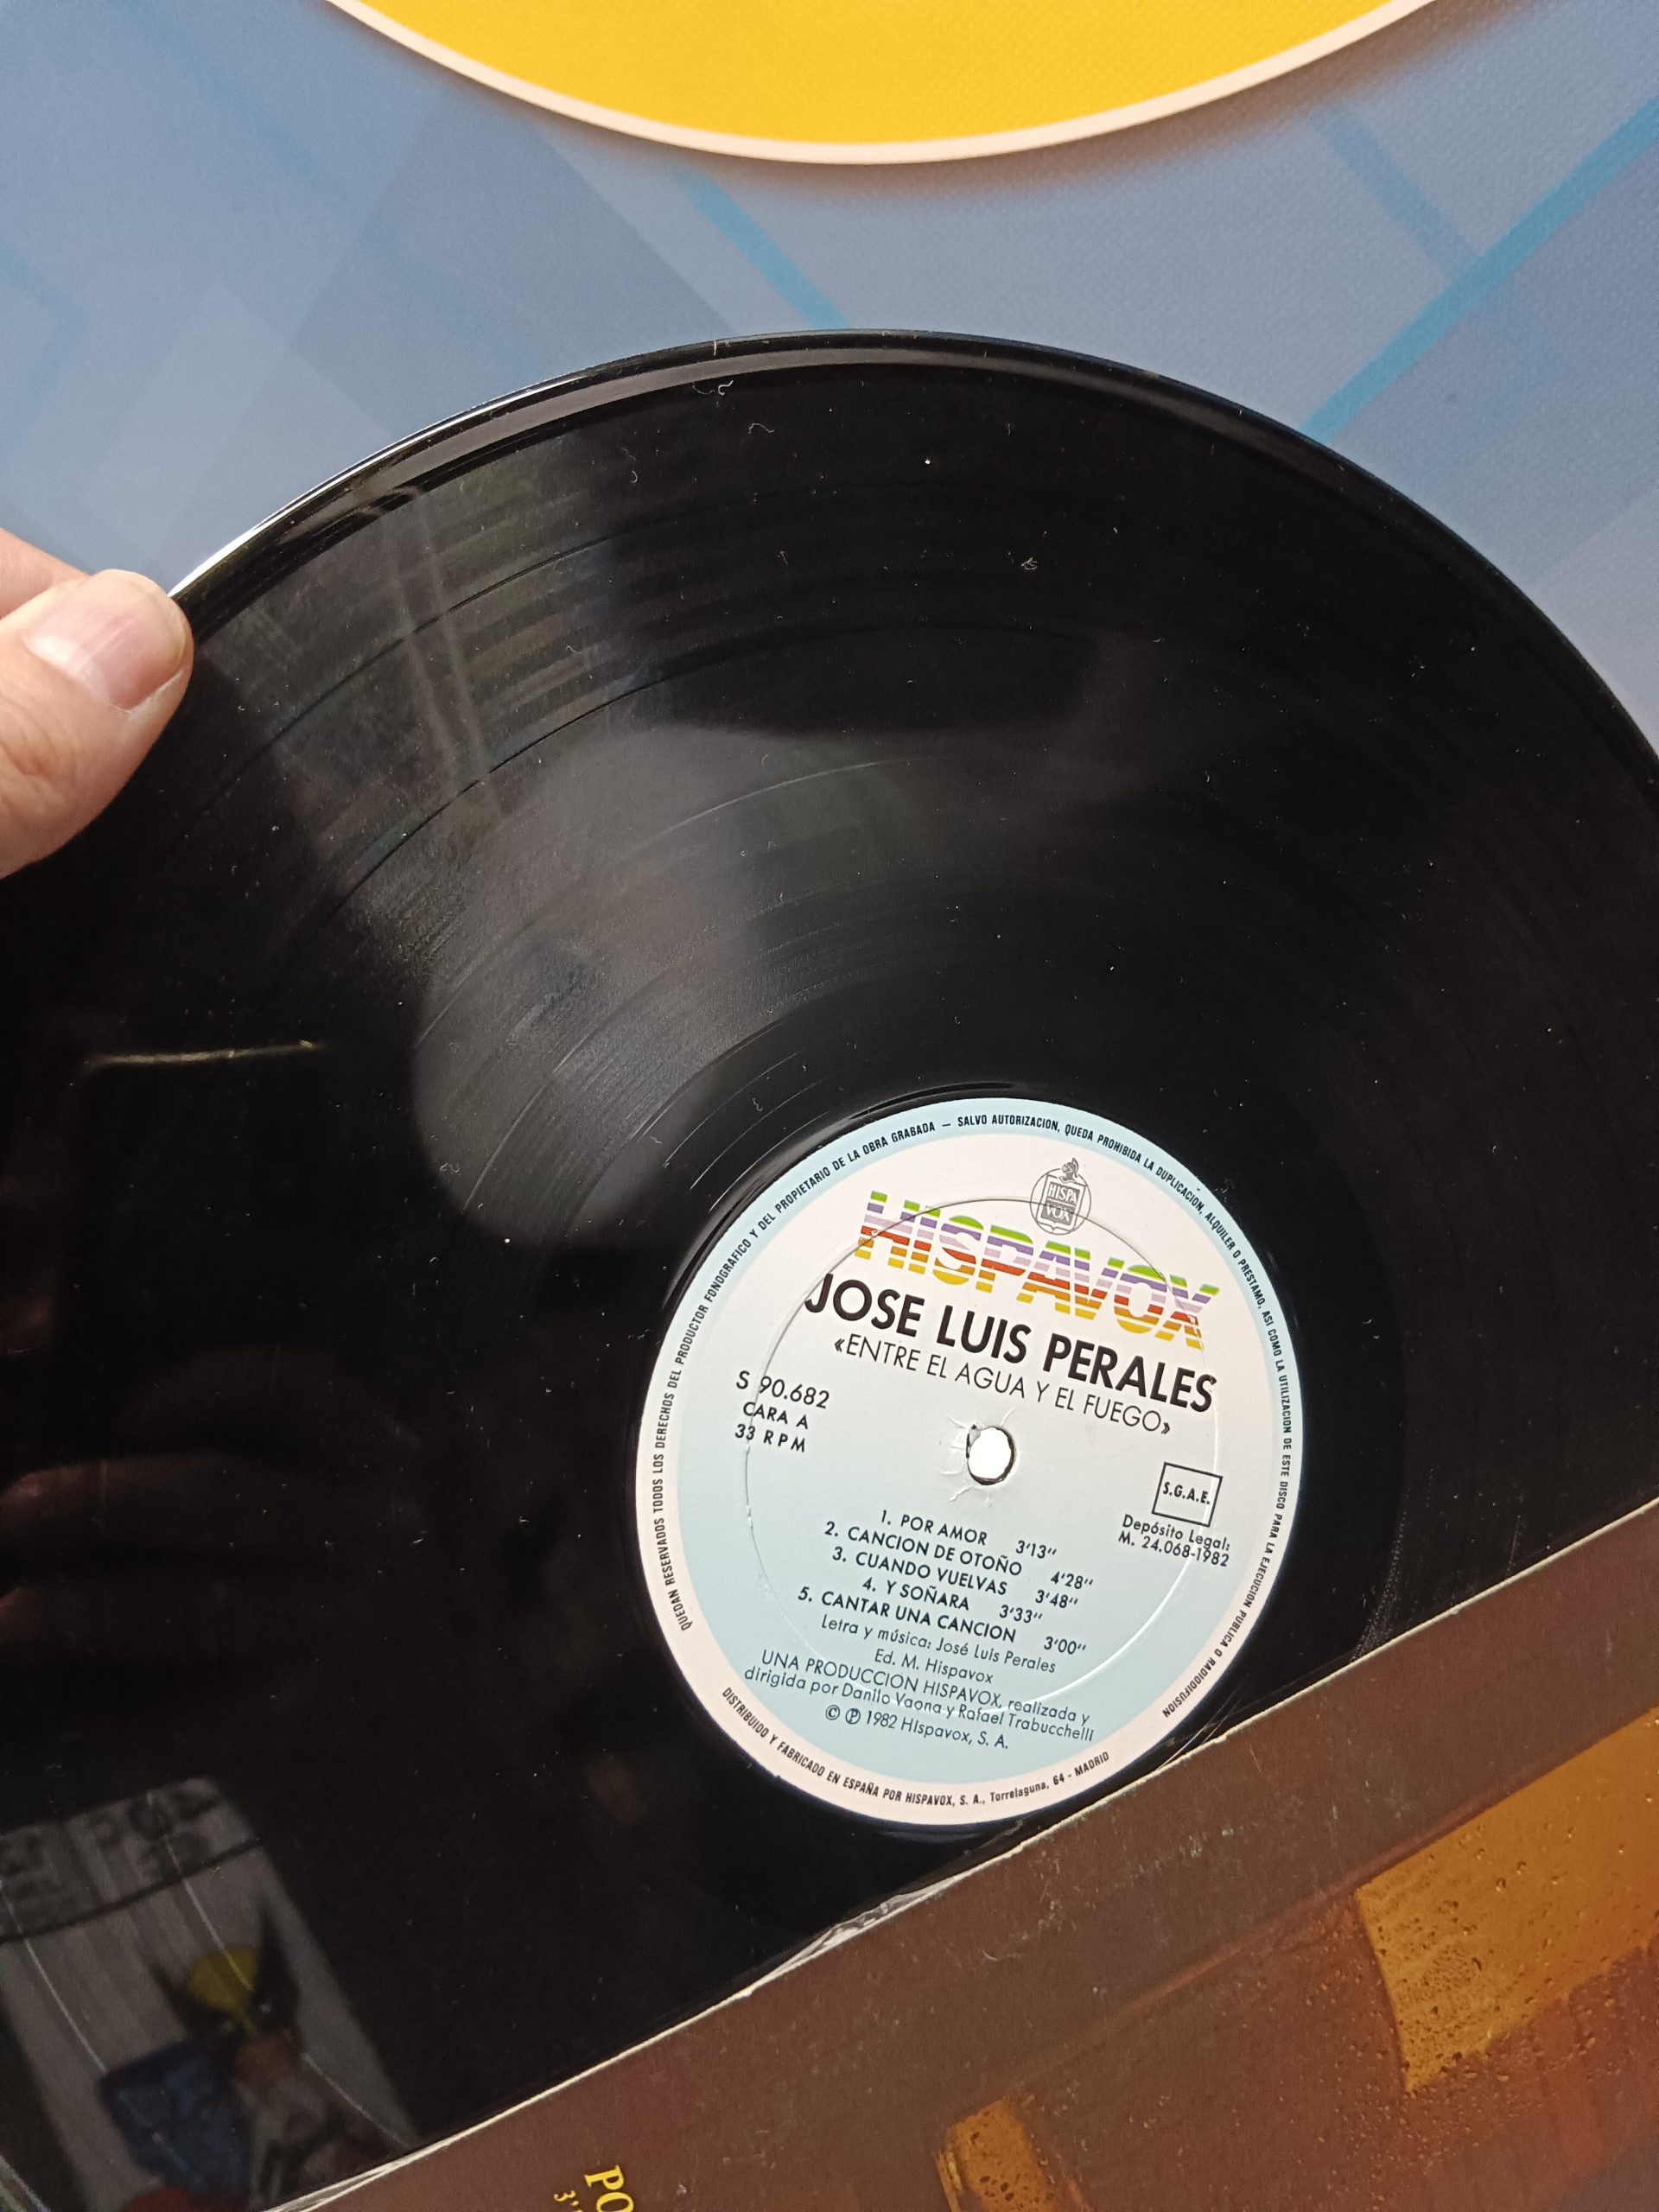 QUEDAN RESERVADOS TODOS LOS DERECHOS DEL PRODUCTOR FONOGRAFICO Y DEL PROPIETARIO DE LA OBRA GRABADA — SALVO AUTORIZACION, QUEDA PROHIBIDA LA DUPLICACION, ALQUILER O PRESTAMO, ASI COMO LA UTILIZACION DE ESTE DISCO PARA LA EJECUCION PUBLICA O RADIODIFUSION
HISPA
VOX
HISPAVOX
JOSE LUIS PERALES
«ENTRE EL AGUA Y EL FUEGO»
S 90.682
CARA A
33 RPM
S.G.A.E.
Depósito Legal:
M. 24.068-1982
1. POR AMOR 3'13''
2. CANCION DE OTOÑO 4'28''
3. CUANDO VUELVAS 3'48''
4. Y SOÑARA 3'33''
5. CANTAR UNA CANCION 3'00''
Letra y música: José Luis Perales
Ed. M. Hispavox
UNA PRODUCCION HISPAVOX, realizada y
dirigida por Danilo Vaona y Rafael Trabucchelli
© ℗ 1982 HIspavox, S. A.
DISTRIBUIDO Y FABRICADO EN ESPAÑA POR HISPAVOX, S. A., Torrelaguna, 64 - MADRID